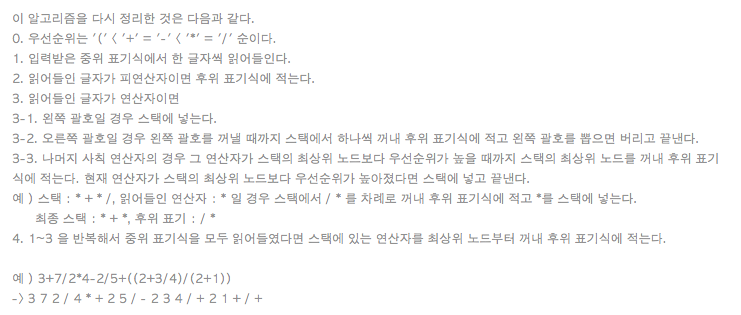 이 알고리즘을 다시 정리한 것은 다음과 같다.
0. 우선순위는 '(' < '+' = '-' < '*' = '/' 순이다.
1. 입력받은 중위 표기식에서 한 글자씩 읽어들인다.
2. 읽어들인 글자가 피연산자이면 후위 표기식에 적는다.
3. 읽어들인 글자가 연산자이면
3-1. 왼쪽 괄호일 경우 스택에 넣는다.
3-2. 오른쪽 괄호일 경우 왼쪽 괄호를 꺼낼 때까지 스택에서 하나씩 꺼내 후위 표기식에 적고 왼쪽 괄호를 뽑으면 버리고 끝낸다.
3-3. 나머지 사칙 연산자의 경우 그 연산자가 스택의 최상위 노드보다 우선순위가 높을 때까지 스택의 최상위 노드를 꺼내 후위 표기
식에 적는다. 현재 연산자가 스택의 최상위 노드보다 우선순위가 높아졌다면 스택에 넣고 끝낸다.
예 ) 스택 : * + * /, 읽어들인 연산자 : * 일 경우 스택에서 / * 를 차례로 꺼내 후위 표기식에 적고 *를 스택에 넣는다.
최종 스택 : * + *, 후위 표기 : / *
4. 1~3 을 반복해서 중위 표기식을 모두 읽어들였다면 스택에 있는 연산자를 최상위 노드부터 꺼내 후위 표기식에 적는다.
예 ) 3+7/2*4-2/5+((2+3/4)/(2+1))
-> 3 7 2 / 4 * + 2 5 / - 2 3 4 / + 2 1 + / +